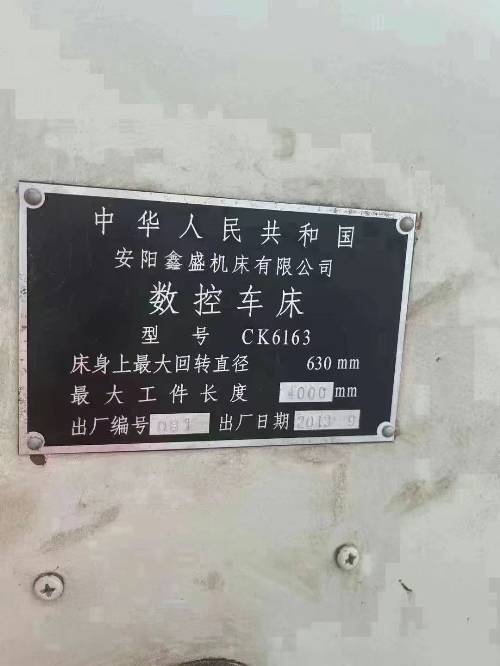 中华人民共和国
安阳鑫盛机床有限公司
数控车床
型号 CK6163
床身上最大回转直径 630 mm
最大工件长度 4000 mm
出厂编号 出厂日期 2013 9